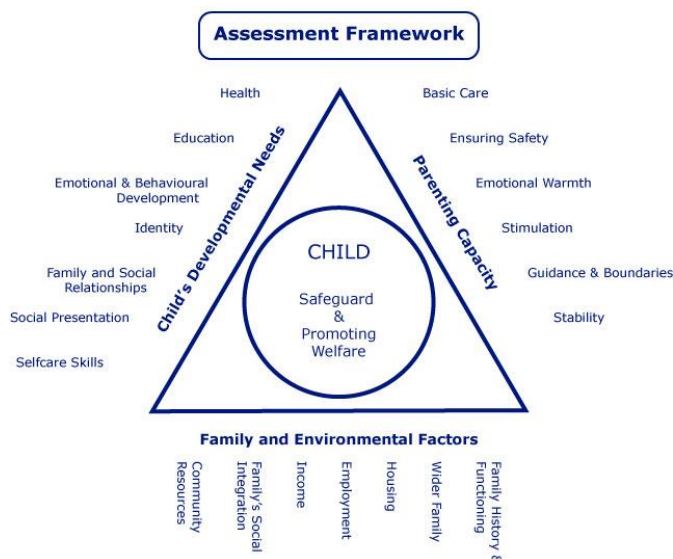 Assessment Framework
Health
Education
Emotional & Behavioural
Development
Identity
Family and Social
Relationships
Social Presentation
Selfcare Skills
Child's Developmental Needs
CHILD
Safeguard
&
Promoting
Welfare
Parenting Capacity
Basic Care
Ensuring Safety
Emotional Warmth
Stimulation
Guidance & Boundaries
Stability
Family and Environmental Factors
Community
Resources
Family's Social
Integration
Income
Employment
Housing
Wider Family
Family History &
Functioning